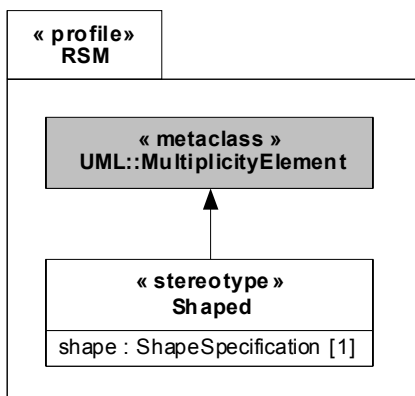 « profile»
RSM
« metaclass »
UML::MultiplicityElement
« stereotype»
Shaped
shape : ShapeSpecification [1]